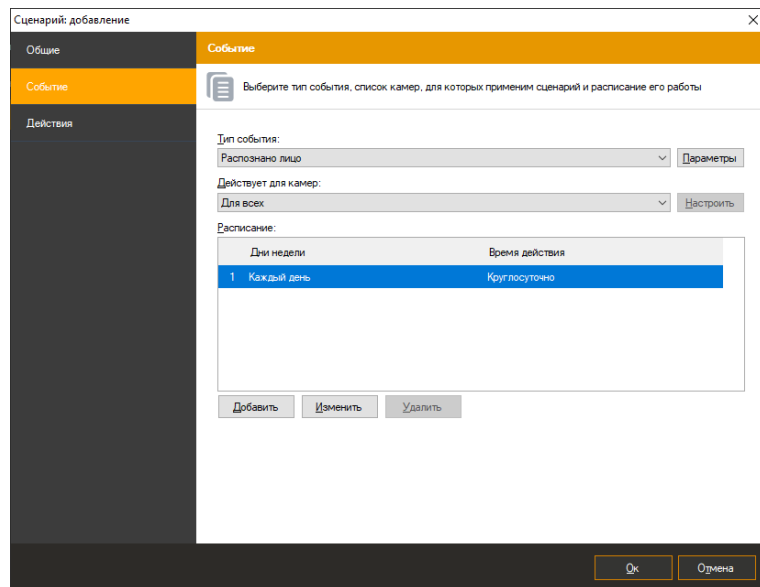 Сценарий: добавление
Общие
Событие
Действия
Событие
Выберите тип события, список камер, для которых применим сценарий и расписание его работы
Тип события:
Распознано лицо
Параметры
Действует для камер:
Для всех
Настроить
Расписание:
Дни недели Время действия
1 Каждый день Круглосуточно
Добавить Изменить Удалить
Ок Отмена